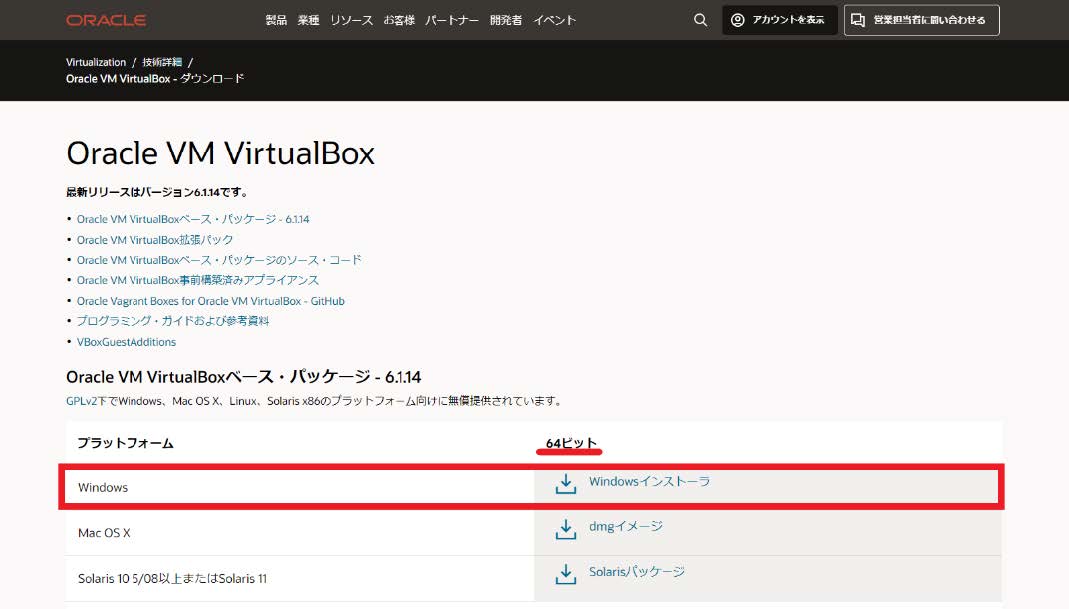 ORACLE 製品 業種 リソース お客様 パートナー 開発者 イベント アカウントを表示 営業担当者に問い合わせる
Virtualization / 技術詳細 /
Oracle VM VirtualBox - ダウンロード
Oracle VM VirtualBox
最新リリースはバージョン6.1.14です。
• Oracle VM VirtualBoxベース・パッケージ - 6.1.14
• Oracle VM VirtualBox拡張パック
• Oracle VM VirtualBoxベース・パッケージのソース・コード
• Oracle VM VirtualBox事前構築済みアプライアンス
• Oracle Vagrant Boxes for Oracle VM VirtualBox - GitHub
• プログラミング・ガイドおよび参考資料
• VBoxGuestAdditions
Oracle VM VirtualBoxベース・パッケージ - 6.1.14
GPLv2下でWindows、Mac OS X、Linux、Solaris x86のプラットフォーム向けに無償提供されています。
プラットフォーム 64ビット
Windows Windowsインストーラ
Mac OS X dmgイメージ
Solaris 10 5/08以上またはSolaris 11 Solarisパッケージ